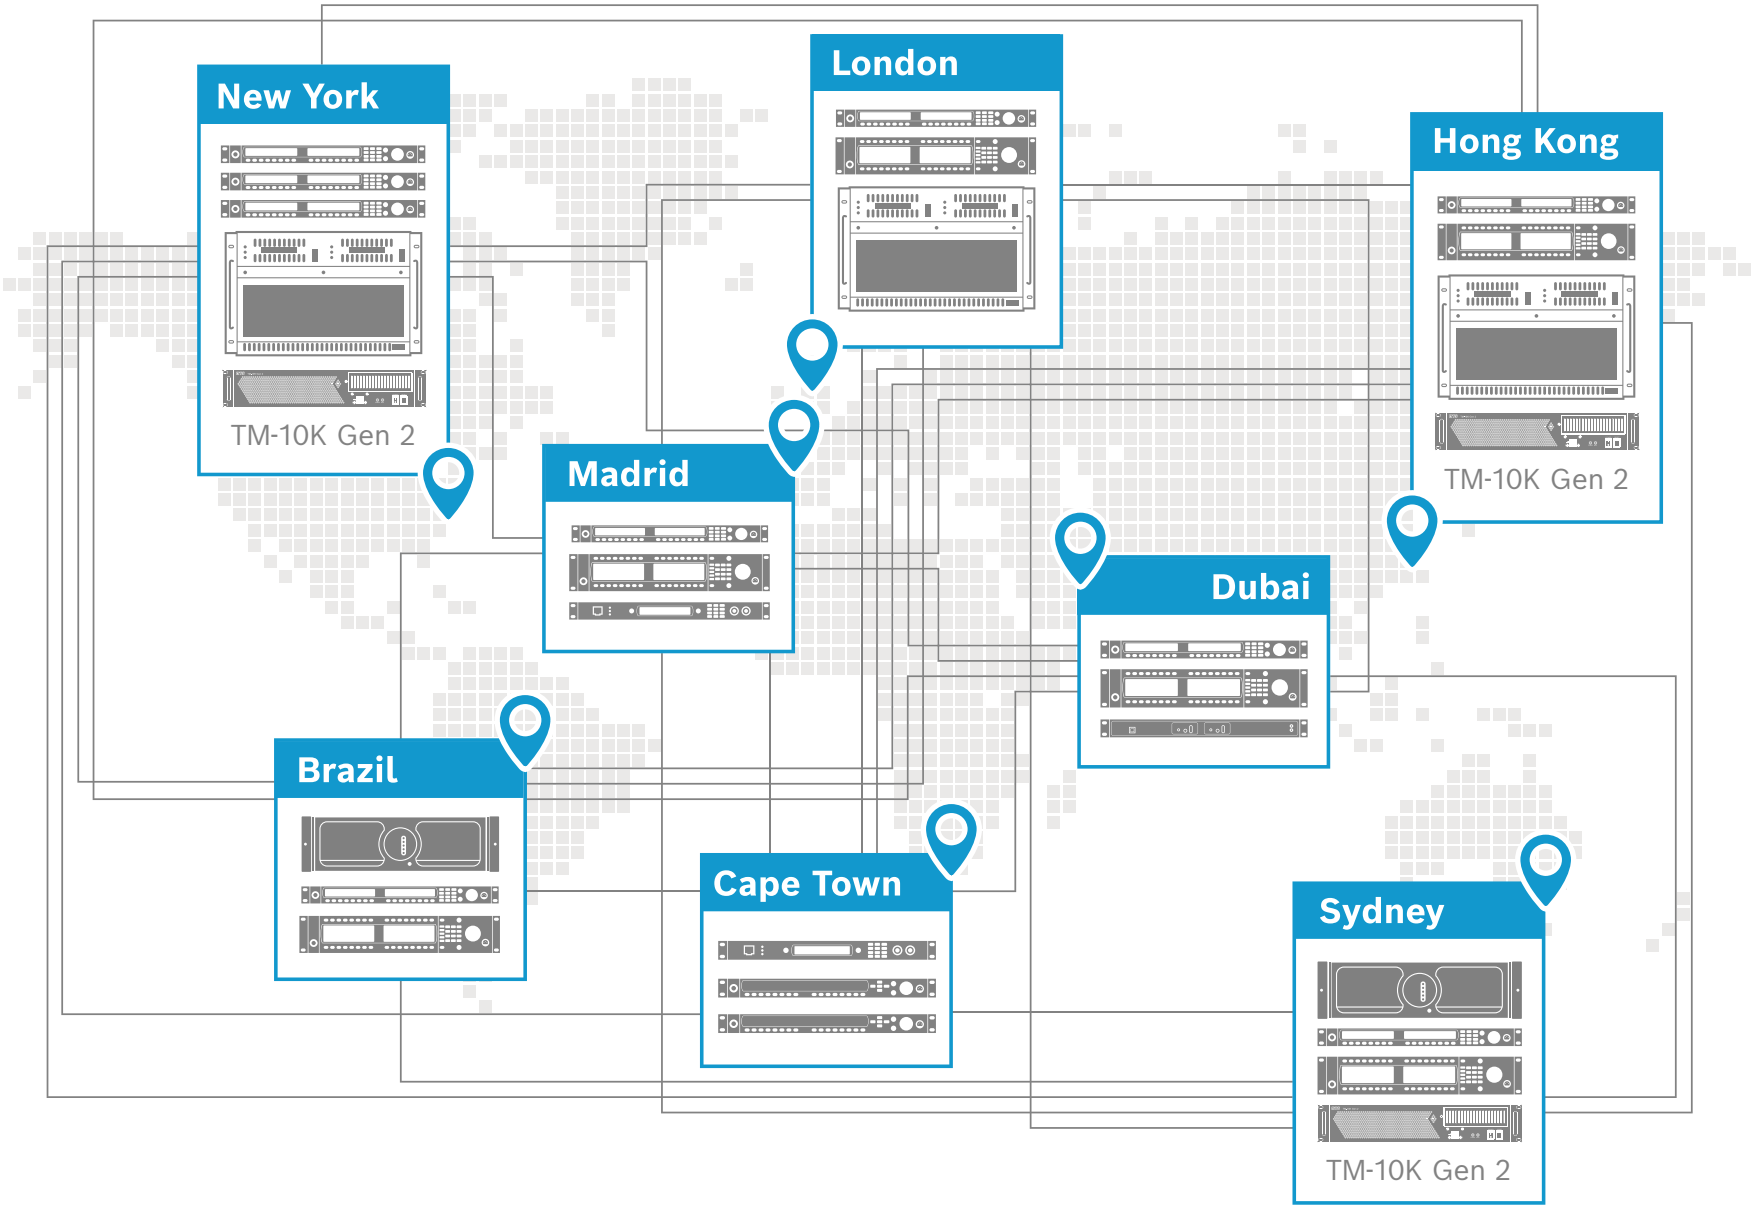 New York
TM-10K Gen 2
London
Hong Kong
TM-10K Gen 2
Madrid
Dubai
Brazil
Cape Town
Sydney
TM-10K Gen 2